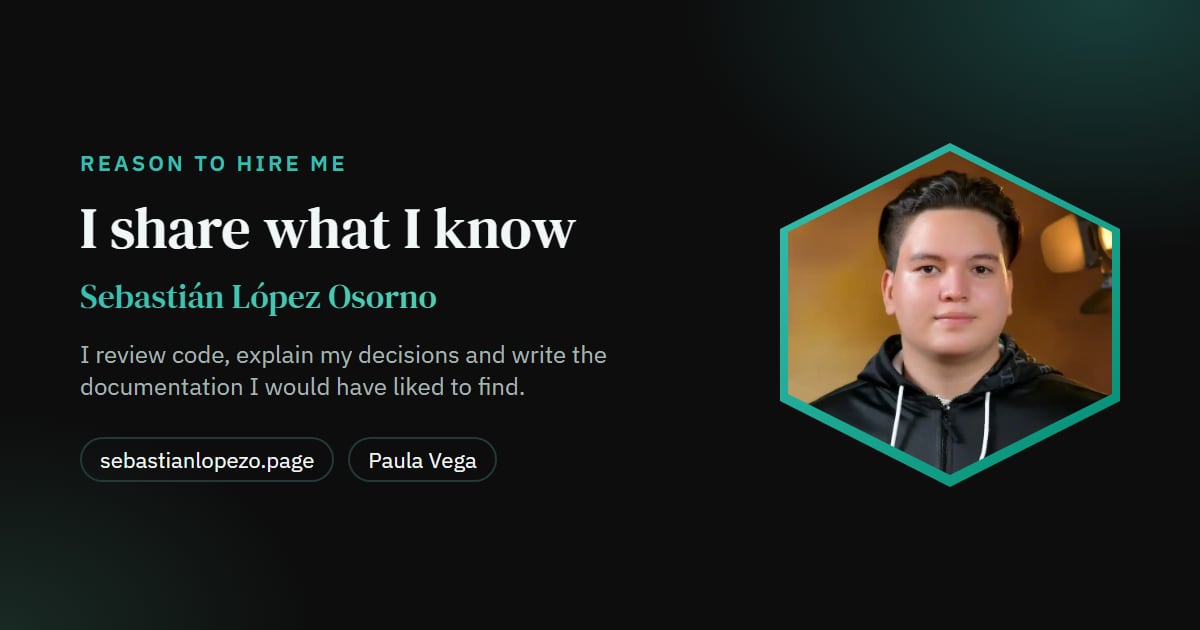 REASON TO HIRE ME
I share what I know
Sebastián López Osorno
I review code, explain my decisions and write the
documentation I would have liked to find.
sebastianlopezo.page
Paula Vega